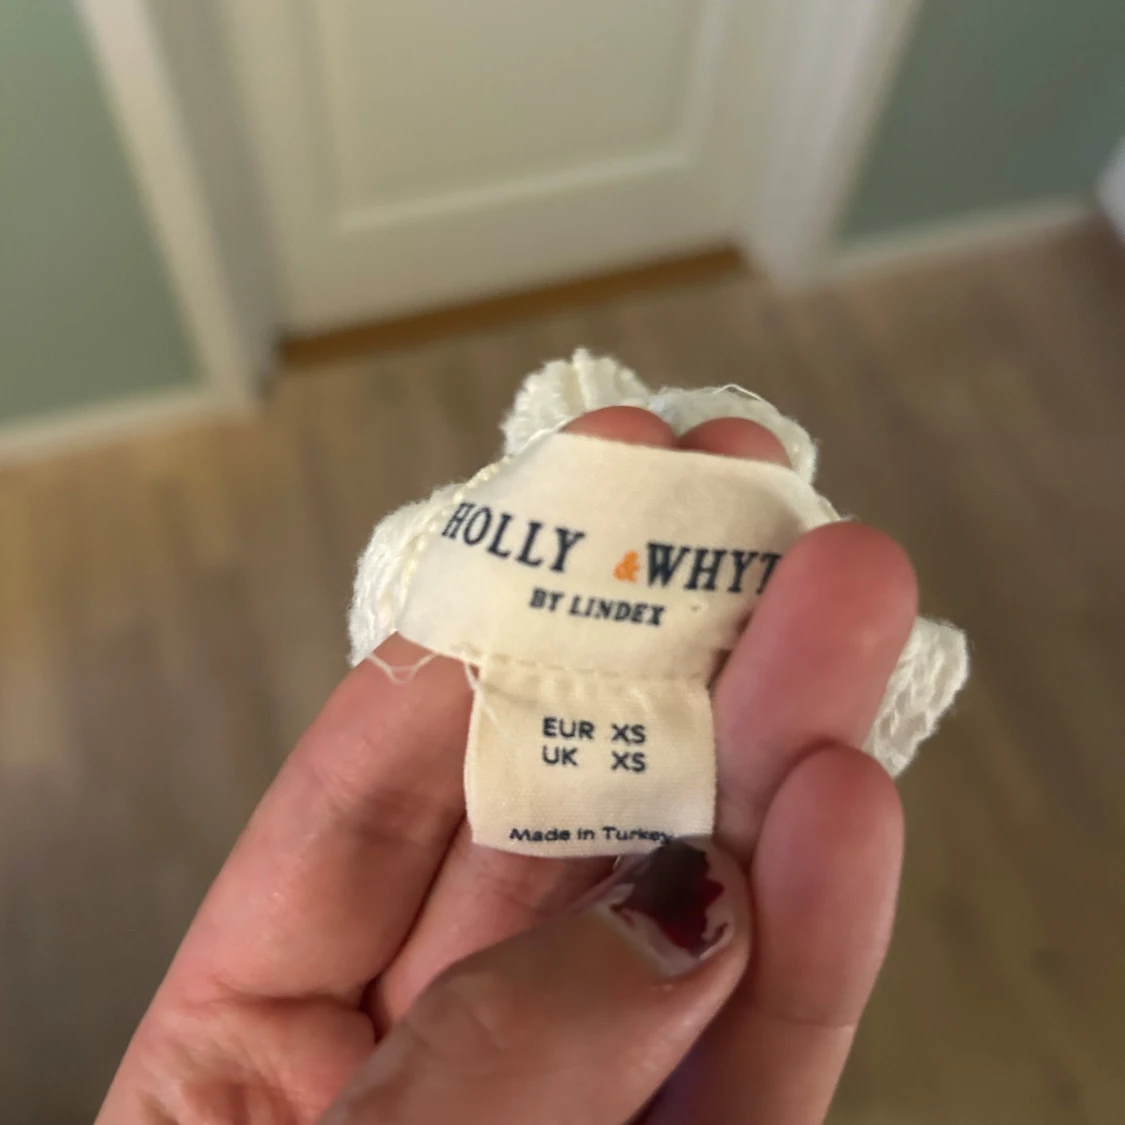 HOLLY & WHYT
BY LINDEX
EUR XS
UK XS
Made in Turkey